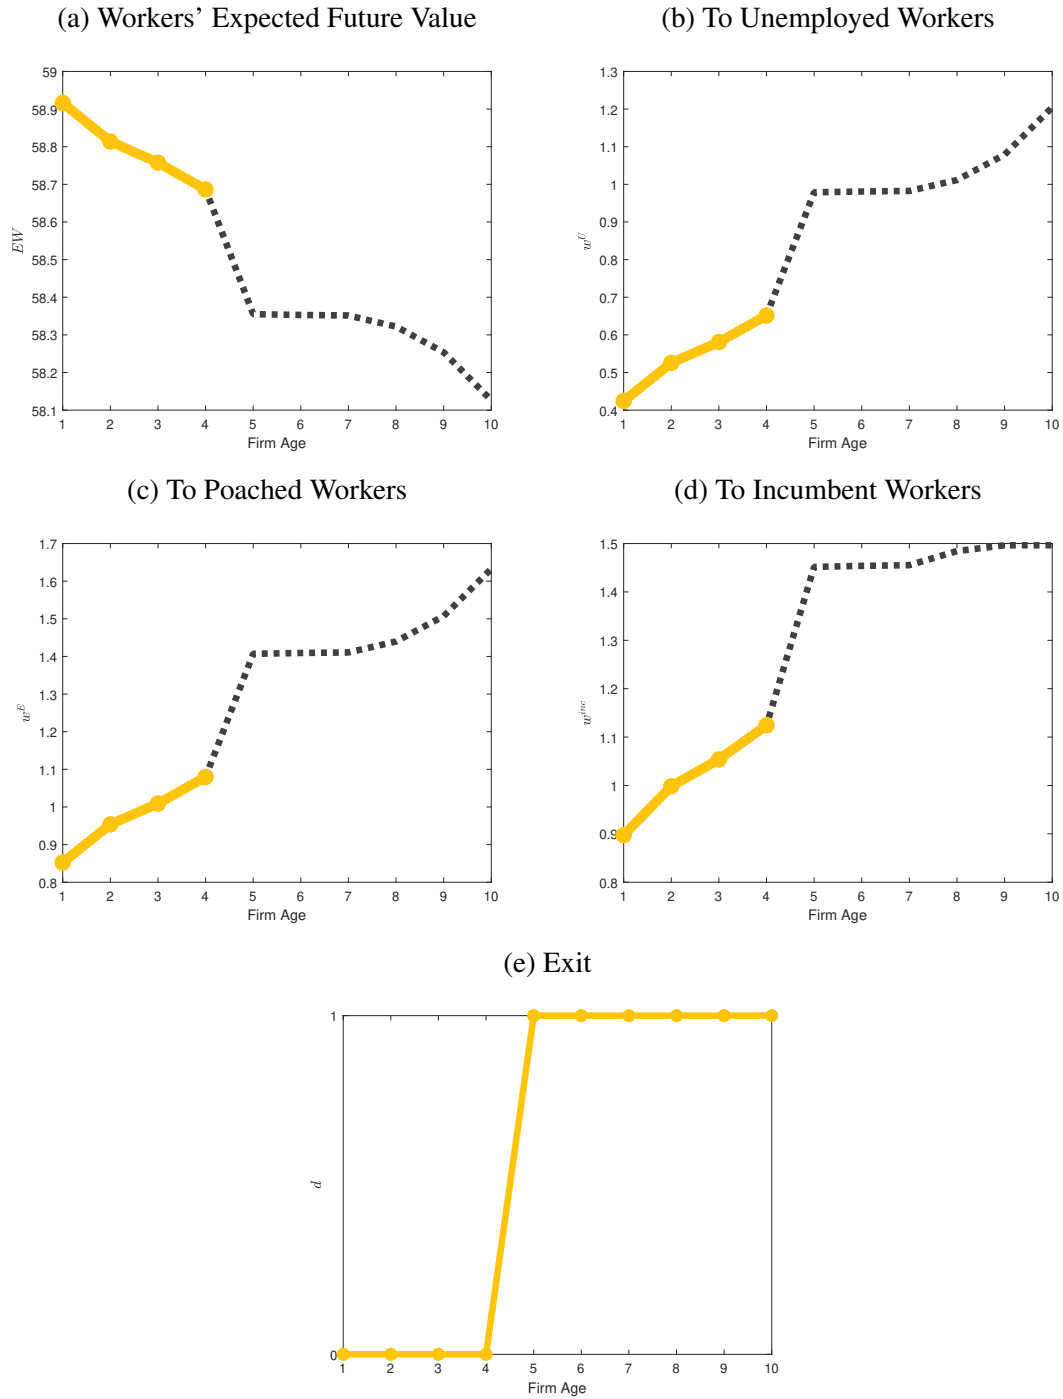 (a) Workers’ Expected Future Value
(b) To Unemployed Workers
59
58.9
58.8
58.7
58.6
58.5
58.4
58.3
58.2
58.1
EW
1 2 3 4 5 6 7 8 9 10
Firm Age
1.3
1.2
1.1
1
0.9
0.8
0.7
0.6
0.5
0.4
w^U
1 2 3 4 5 6 7 8 9 10
Firm Age
(c) To Poached Workers
(d) To Incumbent Workers
1.7
1.6
1.5
1.4
1.3
1.2
1.1
1
0.9
0.8
w^E
1 2 3 4 5 6 7 8 9 10
Firm Age
1.5
1.4
1.3
1.2
1.1
1
0.9
0.8
w^inc
1 2 3 4 5 6 7 8 9 10
Firm Age
(e) Exit
1
0
d
1 2 3 4 5 6 7 8 9 10
Firm Age